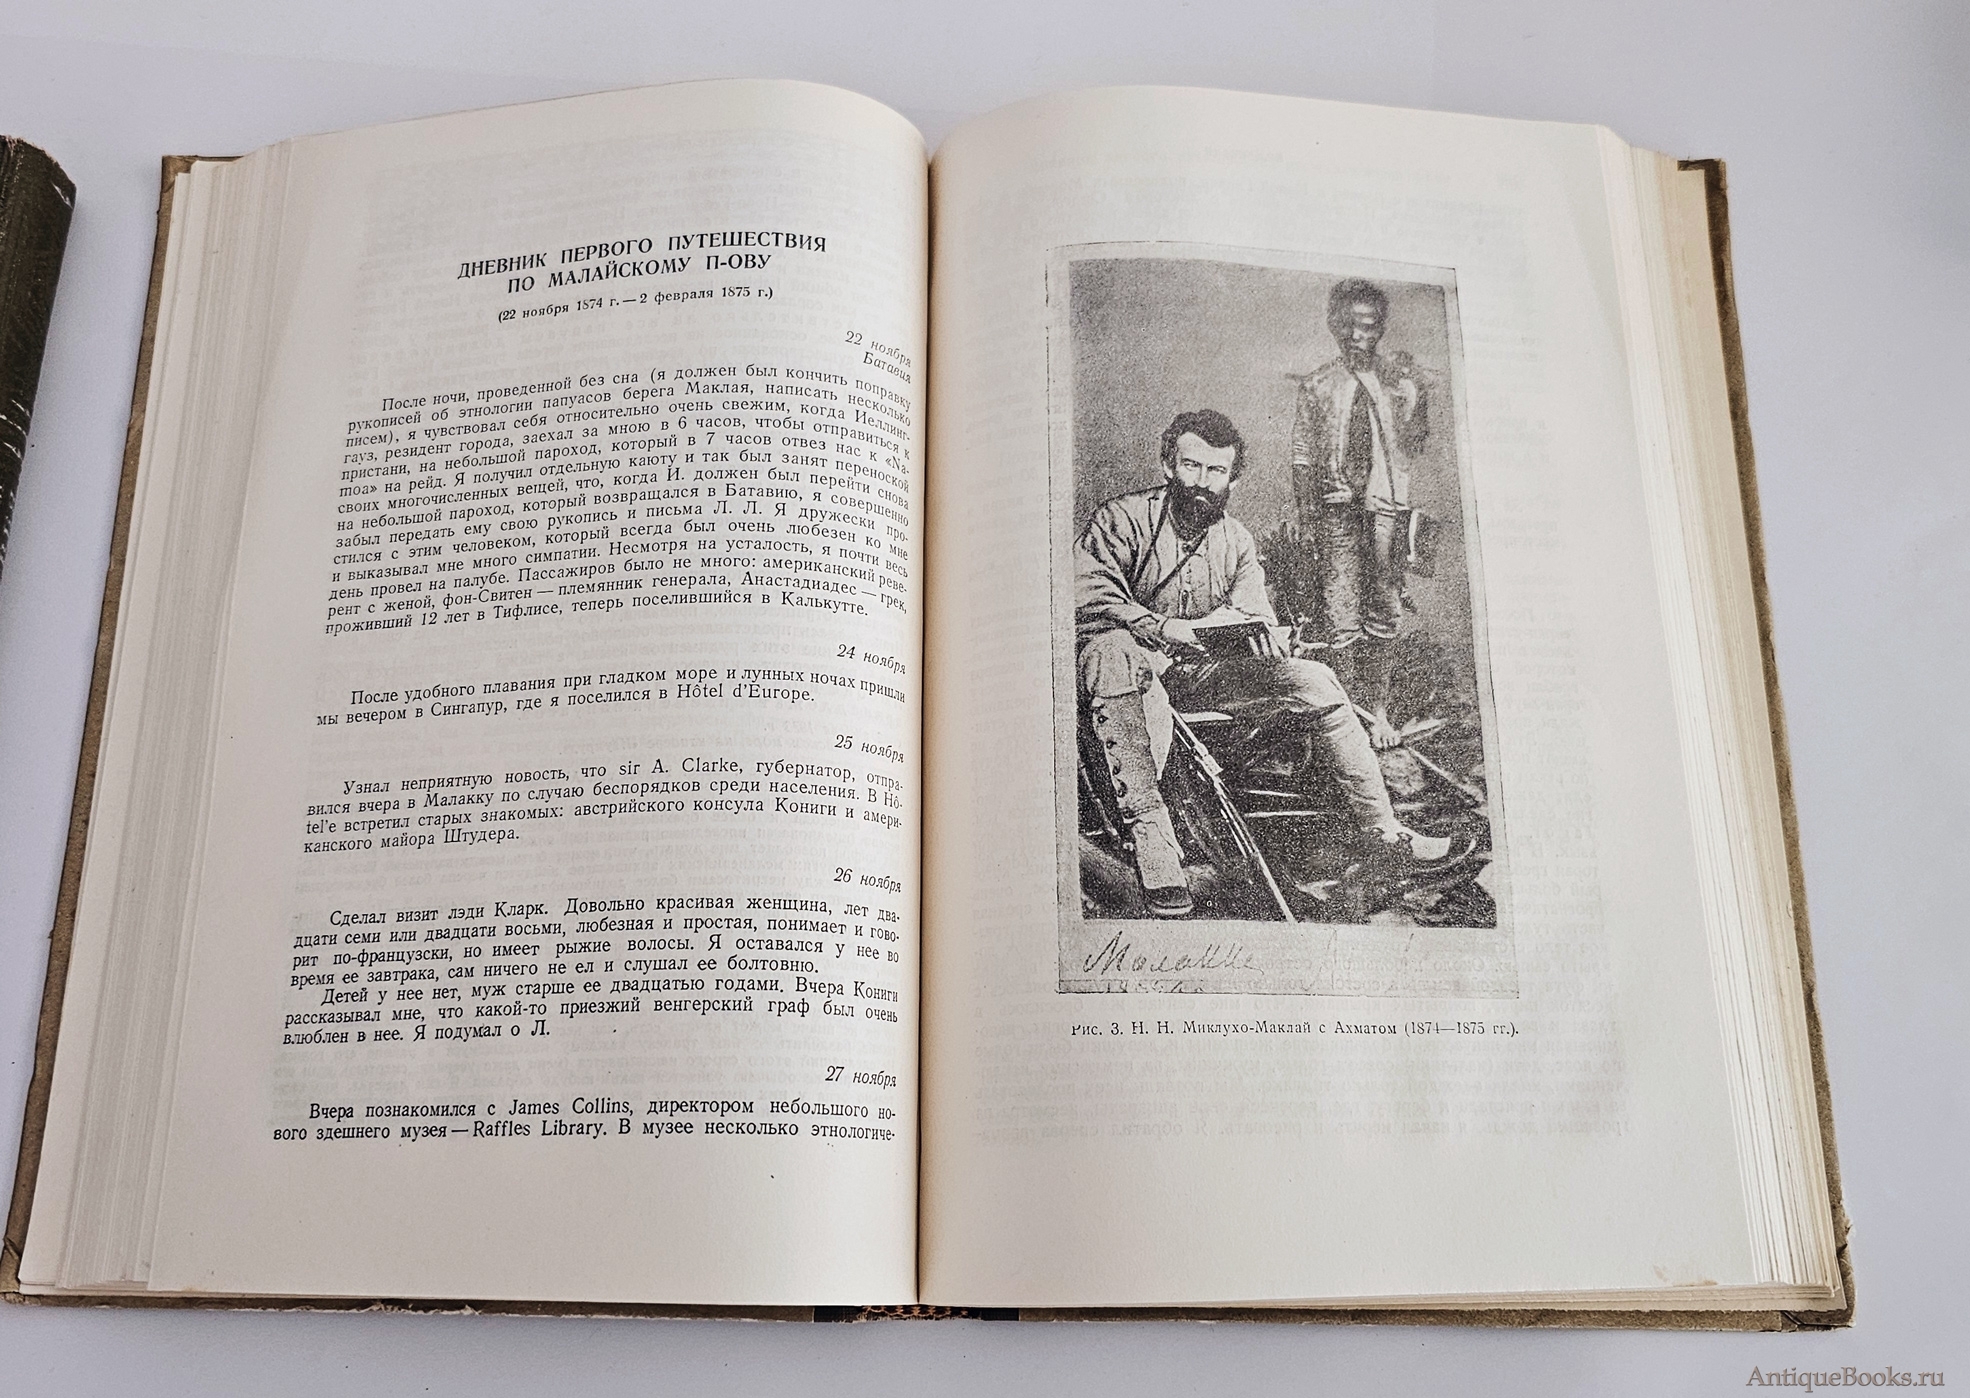 ДНЕВНИК ПЕРВОГО ПУТЕШЕСТВИЯ
ПО МАЛАЙСКОМУ П-ОВУ
(22 ноября 1874 г. — 2 февраля 1875 г.)
22 ноября
Батавия
После ночи, проведенной без сна (я должен был кончить поправку
рукописей об этнологии папуасов берега Маклая, написать несколько
писем), я чувствовал себя относительно очень свежим, когда Иеллинг-
гауз, резидент города, заехал за мною в 6 часов, чтобы отправиться к
пристани, на небольшой пароход, который в 7 часов отвез нас к «Na-
moa» на рейд. Я получил отдельную каюту и так был занят переноской
своих многочисленных вещей, что, когда И. должен был перейти снова
на небольшой пароход, который возвращался в Батавию, я совершенно
забыл передать ему свою рукопись и письма Л. Л. Я дружески про-
стился с этим человеком, который всегда был очень любезен ко мне
и выказывал мне много симпатии. Несмотря на усталость, я почти весь
день провел на палубе. Пассажиров было не много: американский реве-
рент с женой, фон-Свитен — племянник генерала, Анастадиадес — грек,
проживший 12 лет в Тифлисе, теперь поселившийся в Калькутте.
24 ноября
После удобного плавания при гладком море и лунных ночах пришли
мы вечером в Сингапур, где я поселился в Hôtel d'Europe.
25 ноября
Узнал неприятную новость, что sir A. Clarke, губернатор, отпра-
вился вчера в Малакку по случаю беспорядков среди населения. В Hô-
tel'e встретил старых знакомых: австрийского консула Кониги и амери-
канского майора Штудера.
26 ноября
Сделал визит лэди Кларк. Довольно красивая женщина, лет два-
дцати семи или двадцати восьми, любезная и простая, понимает и гово-
рит по-французски, но имеет рыжие волосы. Я оставался у нее во
время ее завтрака, сам ничего не ел и слушал ее болтовню.
Детей у нее нет, муж старше ее двадцатью годами. Вчера Кониги
рассказывал мне, что какой-то приезжий венгерский граф был очень
влюблен в нее. Я подумал о Л.
27 ноября
Вчера познакомился с James Collins, директором небольшого но-
вого здешнего музея — Raffles Library. В музее несколько этнологиче-
Рис. 3. Н. Н. Миклухо-Маклай с Ахматом (1874—1875 гг.).
AntiqueBooks.ru